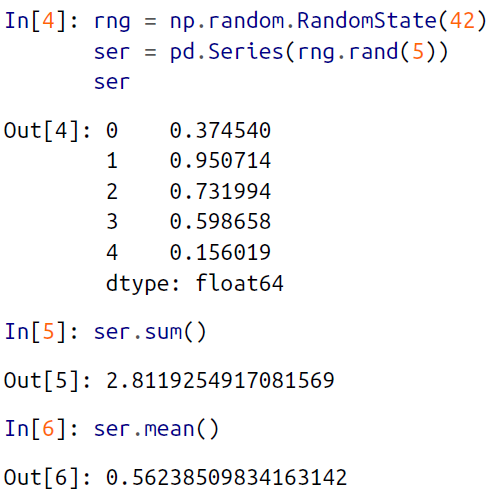 In[4]: rng = np.random.RandomState(42)
ser = pd.Series(rng.rand(5))
ser
Out[4]: 0 0.374540
1 0.950714
2 0.731994
3 0.598658
4 0.156019
dtype: float64
In[5]: ser.sum()
Out[5]: 2.8119254917081569
In[6]: ser.mean()
Out[6]: 0.56238509834163142